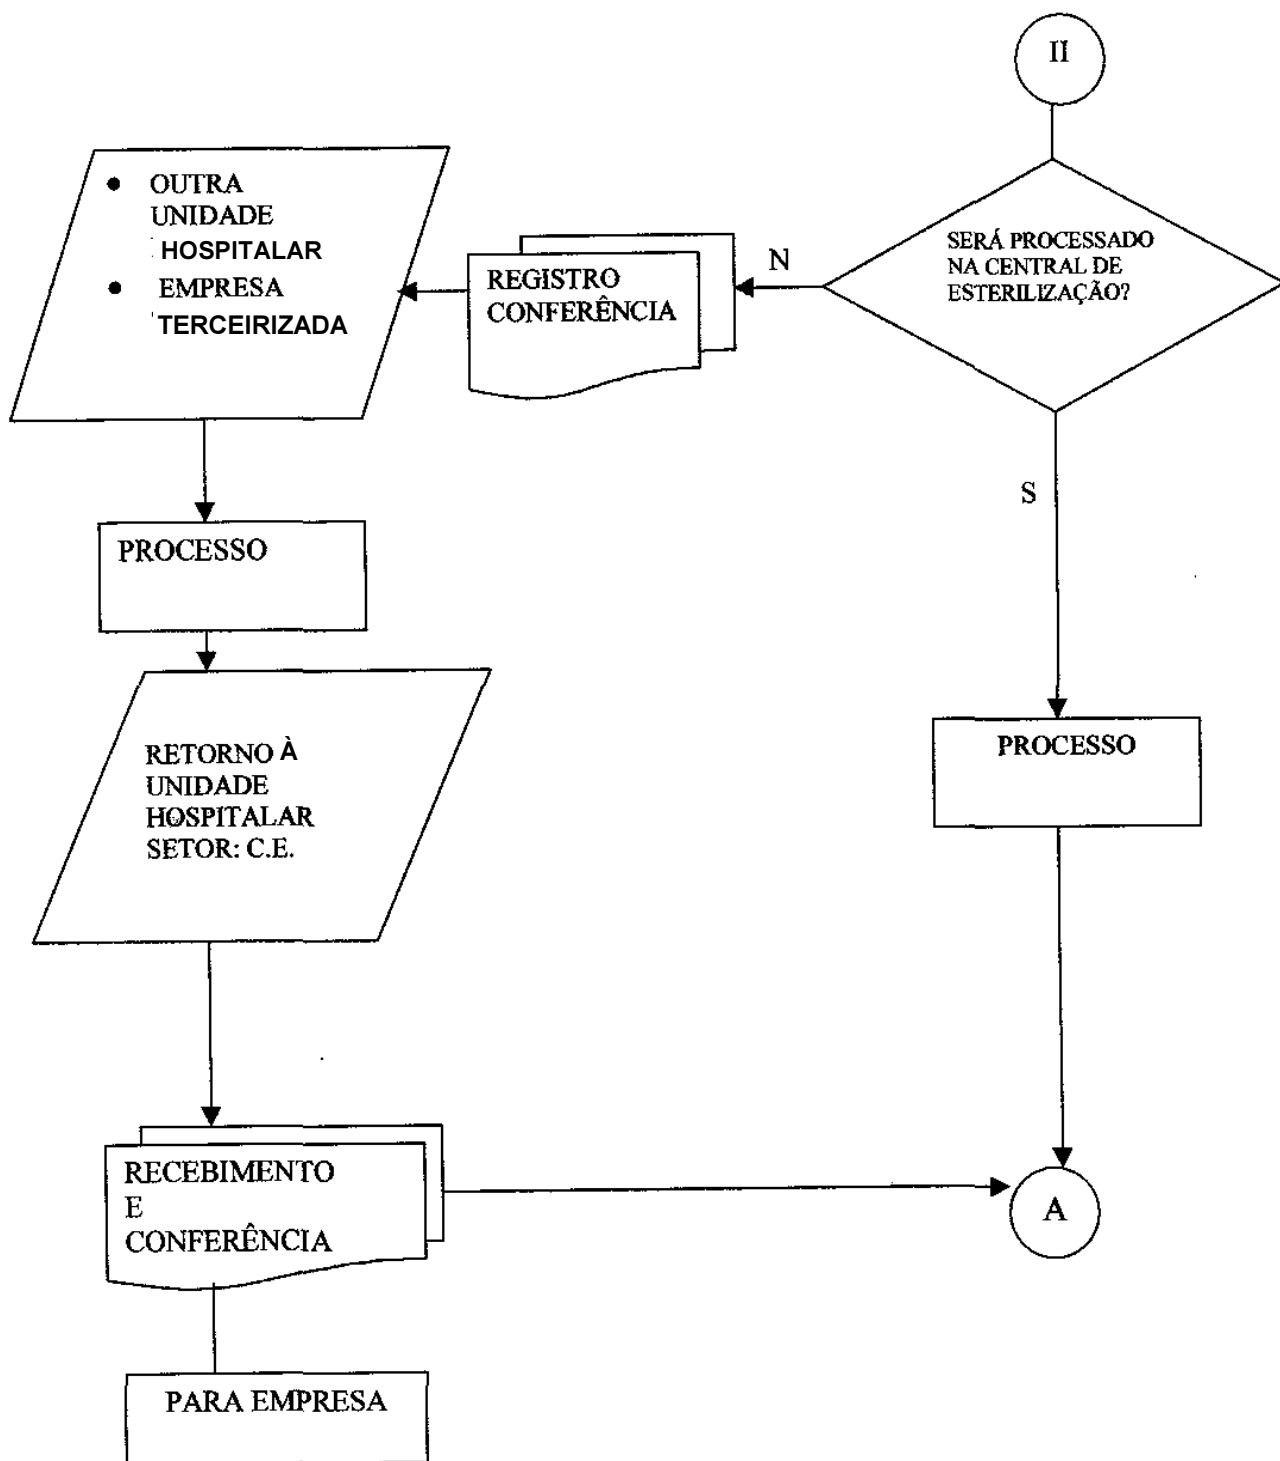 II
SERÁ PROCESSADO
NA CENTRAL DE
ESTERILIZAÇÃO?
N
REGISTRO
CONFERÊNCIA
• OUTRA
UNIDADE
HOSPITALAR
• EMPRESA
TERCEIRIZADA
PROCESSO
RETORNO À
UNIDADE
HOSPITALAR
SETOR: C.E.
RECEBIMENTO
E
CONFERÊNCIA
PARA EMPRESA
S
PROCESSO
A